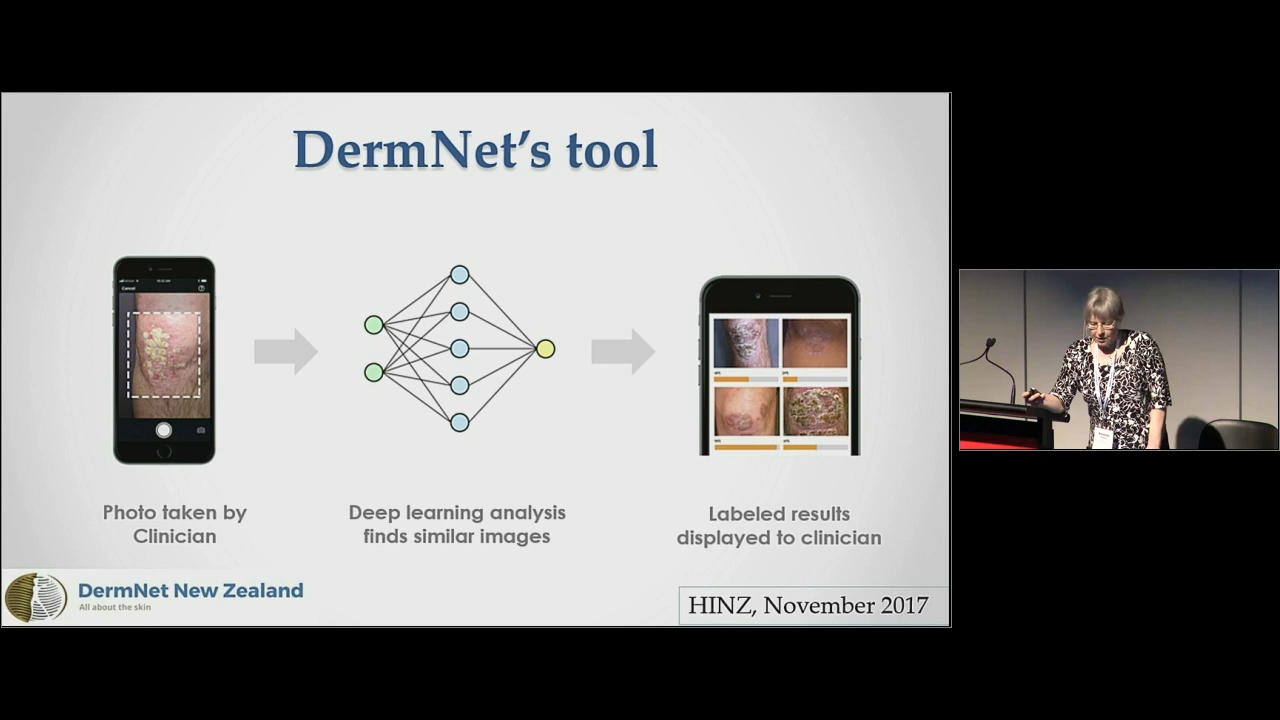 DermNet's tool
Cancel
Photo taken by
Clinician
Deep learning analysis
finds similar images
Labeled results
displayed to clinician
DermNet New Zealand
All about the skin
HINZ, November 2017